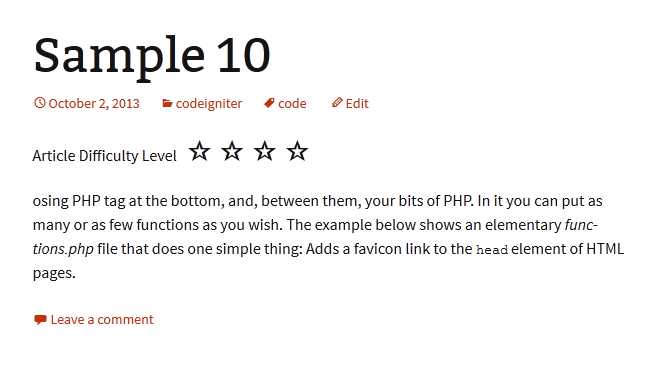 Sample 10
October 2, 2013 codeigniter code Edit
Article Difficulty Level ☆ ☆ ☆ ☆
osing PHP tag at the bottom, and, between them, your bits of PHP. In it you can put as
many or as few functions as you wish. The example below shows an elementary func-
tions.php file that does one simple thing: Adds a favicon link to the head element of HTML
pages.
Leave a comment